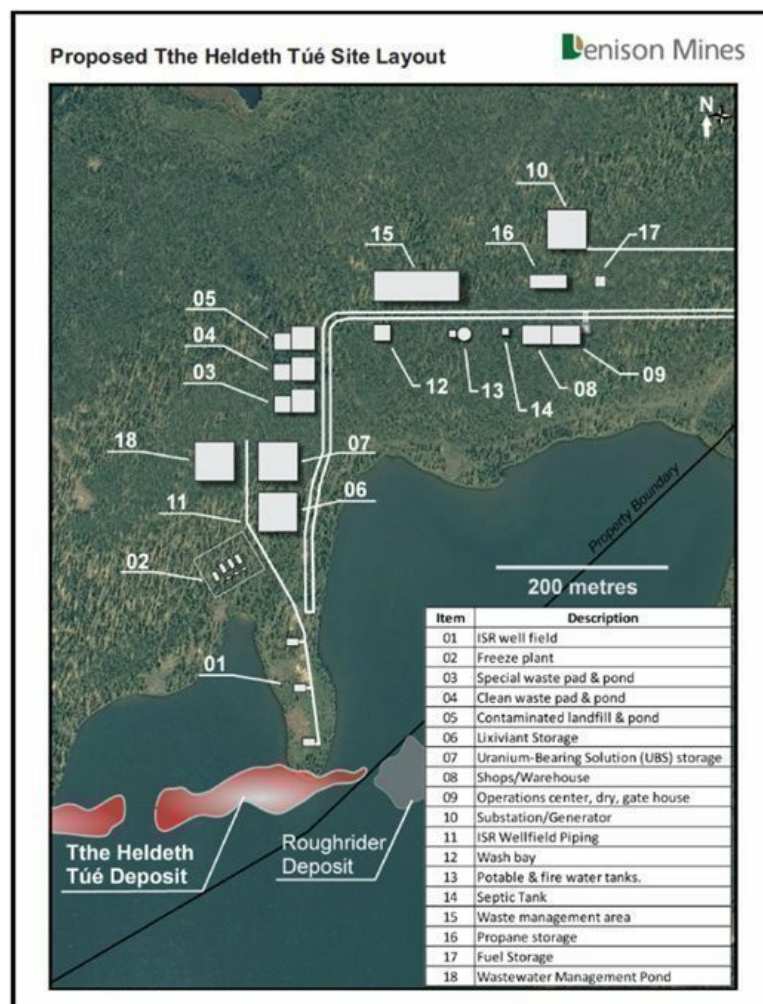 Proposed Tthe Heldeth Túé Site Layout
Denison Mines
N
10
15
16
17
05
04
03
12
13
14
08
09
18
07
11
06
02
01
Property Boundary
200 metres
Tthe Heldeth
Túé Deposit
Roughrider
Deposit
Item Description
01 ISR well field
02 Freeze plant
03 Special waste pad & pond
04 Clean waste pad & pond
05 Contaminated landfill & pond
06 Lixiviant Storage
07 Uranium-Bearing Solution (UBS) storage
08 Shops/Warehouse
09 Operations center, dry, gate house
10 Substation/Generator
11 ISR Wellfield Piping
12 Wash bay
13 Potable & fire water tanks.
14 Septic Tank
15 Waste management area
16 Propane storage
17 Fuel Storage
18 Wastewater Management Pond